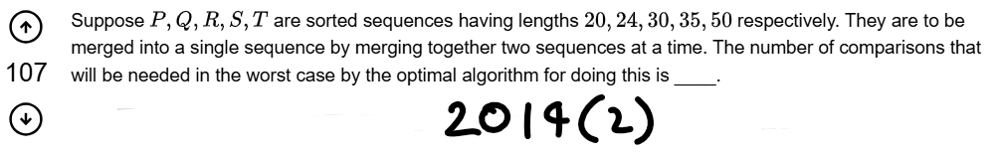 Suppose P, Q, R, S, T are sorted sequences having lengths 20, 24, 30, 35, 50 respectively. They are to be
107 merged into a single sequence by merging together two sequences at a time. The number of comparisons that
will be needed in the worst case by the optimal algorithm for doing this is ____.
2014(2)